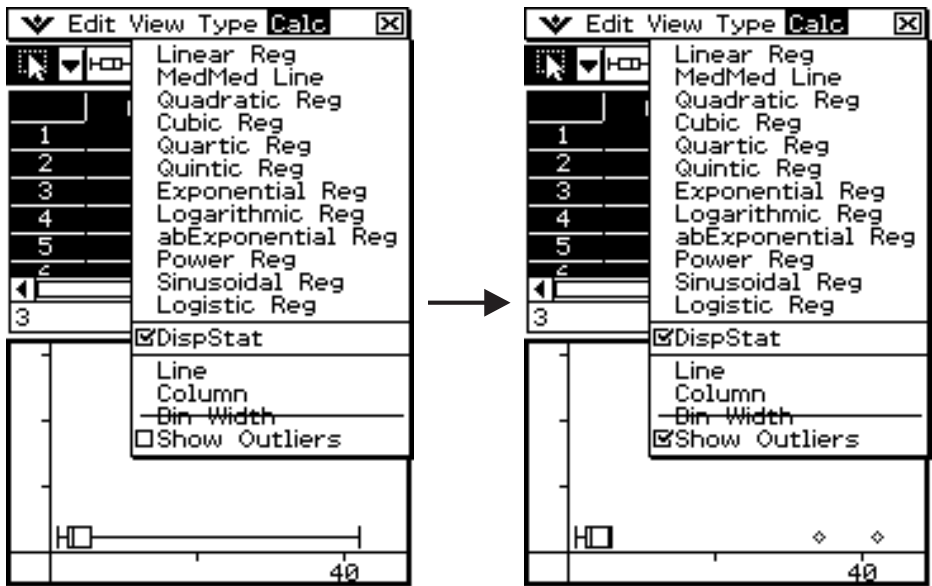 Edit View Type Calc
Linear Reg
MedMed Line
Quadratic Reg
Cubic Reg
Quartic Reg
Quintic Reg
Exponential Reg
Logarithmic Reg
abExponential Reg
Power Reg
Sinusoidal Reg
Logistic Reg
DispStat
Line
Column
Bin Width
Show Outliers
1
2
3
4
5
3
40
Edit View Type Calc
Linear Reg
MedMed Line
Quadratic Reg
Cubic Reg
Quartic Reg
Quintic Reg
Exponential Reg
Logarithmic Reg
abExponential Reg
Power Reg
Sinusoidal Reg
Logistic Reg
DispStat
Line
Column
Bin Width
Show Outliers
1
2
3
4
5
3
40